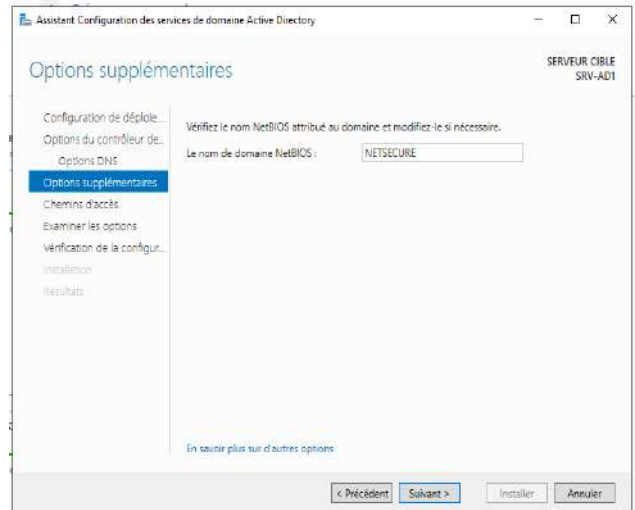 Assistant Configuration des services de domaine Active Directory
Options supplémentaires
SERVEUR CIBLE
SRV-AD1
Configuration de déploie...
Options du contrôleur de...
Options DNS
Options supplémentaires
Chemins d'accès
Examiner les options
Vérification de la configur...
Installation
Résultats
Vérifiez le nom NetBIOS attribué au domaine et modifiez-le si nécessaire.
Le nom de domaine NetBIOS : NETSECURE
En savoir plus sur d'autres options
< Précédent Suivant > Installer Annuler